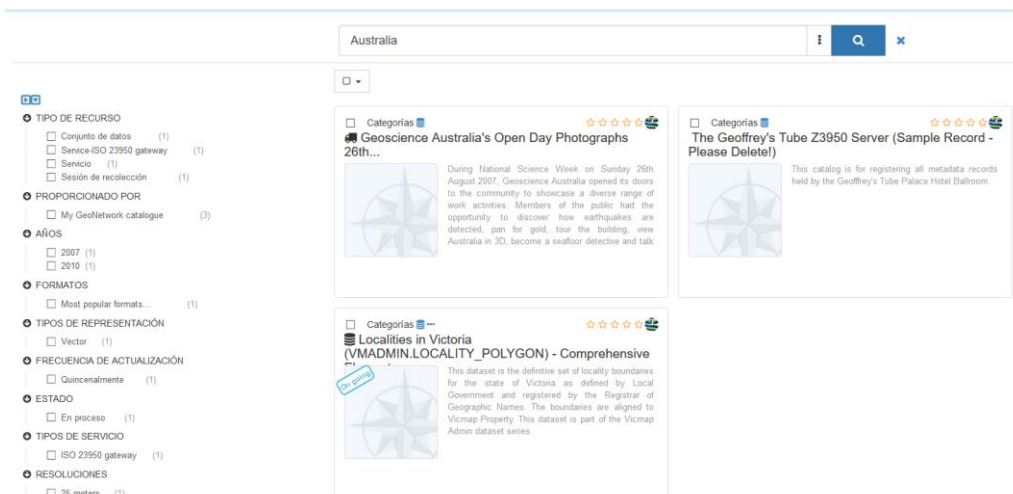 Australia
TIPO DE RECURSO
Conjunto de datos (1)
Service-ISO 23950 gateway (1)
Servicio (1)
Sesión de recolección (1)
PROPORCIONADO POR
My GeoNetwork catalogue (3)
AÑOS
2007 (1)
2010 (1)
FORMATOS
Most popular formats... (1)
TIPOS DE REPRESENTACIÓN
Vector (1)
FRECUENCIA DE ACTUALIZACIÓN
Quincenalmente (1)
ESTADO
En proceso (1)
TIPOS DE SERVICIO
ISO 23950 gateway (1)
RESOLUCIONES
25 meters (1)
Categorías
Geoscience Australia's Open Day Photographs
26th...
During National Science Week on Sunday 26th
August 2007, Geoscience Australia opened its doors
to the community to showcase a diverse range of
work activities. Members of the public had the
opportunity to discover how earthquakes are
detected, pan for gold, tour the building, view
Australia in 3D, become a seafloor detective and talk
Categorías
The Geoffrey's Tube Z3950 Server (Sample Record -
Please Delete!)
This catalog is for registering all metadata records
held by the Geoffrey's Tube Palace Hotel Ballroom.
Categorías
Localities in Victoria
(VMADMIN.LOCALITY_POLYGON) - Comprehensive
On going
This dataset is the definitive set of locality boundaries
for the state of Victoria as defined by Local
Government and registered by the Registrar of
Geographic Names. The boundaries are aligned to
Vicmap Property. This dataset is part of the Vicmap
Admin dataset series.